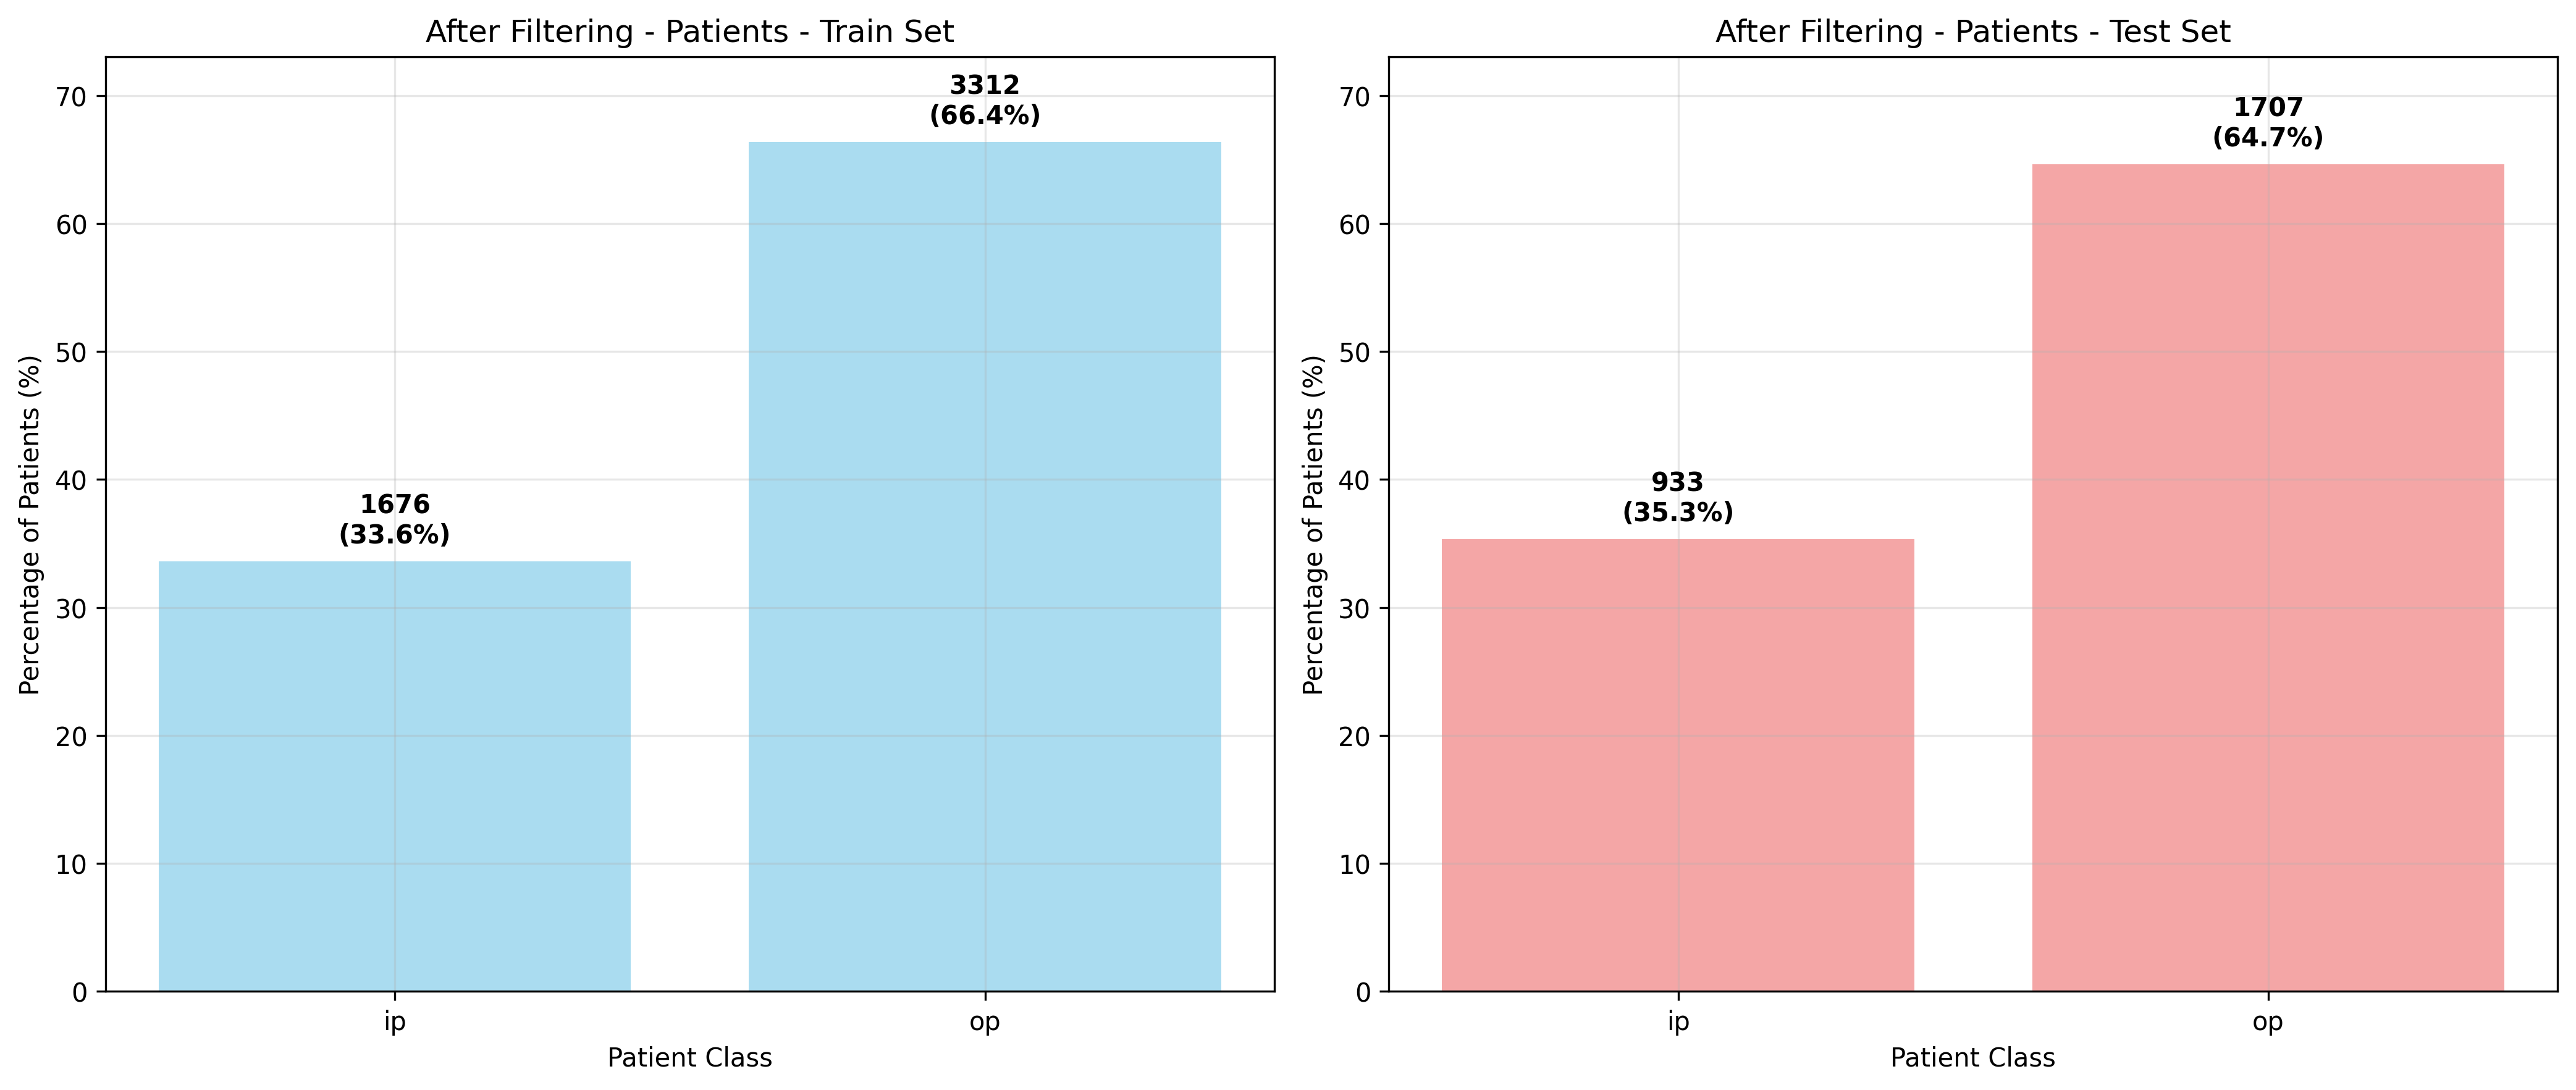 After Filtering - Patients - Train Set
Percentage of Patients (%)
70
60
50
40
30
20
10
0
1676
(33.6%)
3312
(66.4%)
ip
op
Patient Class
After Filtering - Patients - Test Set
Percentage of Patients (%)
70
60
50
40
30
20
10
0
933
(35.3%)
1707
(64.7%)
ip
op
Patient Class